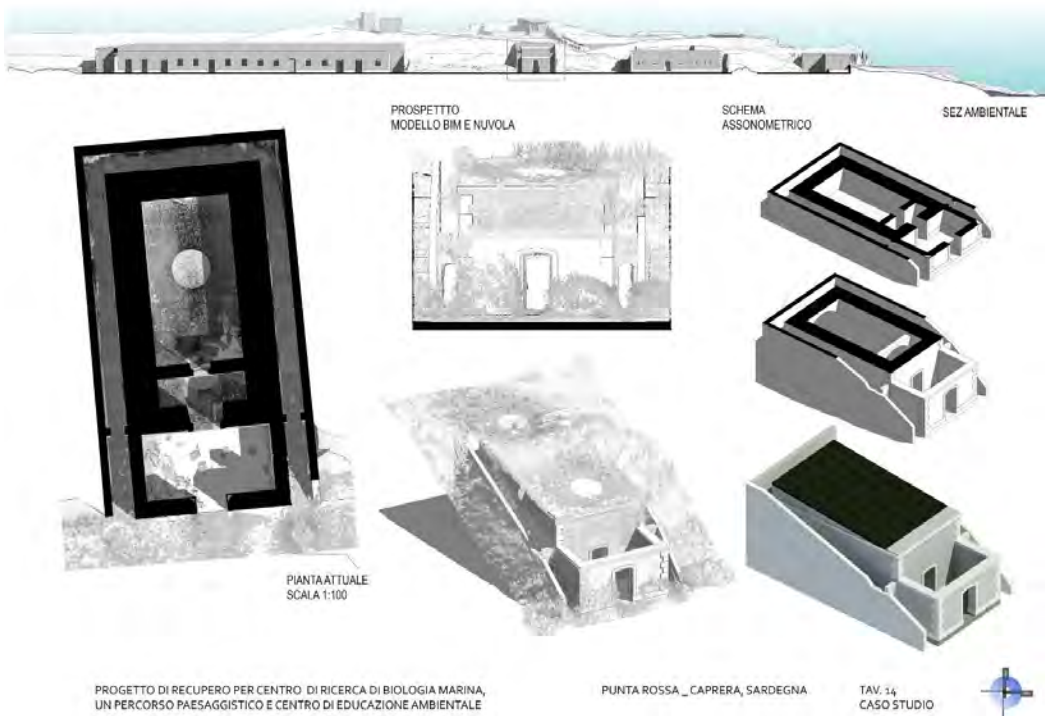 PROSPETTTO
MODELLO BIM E NUVOLA
SCHEMA
ASSONOMETRICO
SEZ AMBIENTALE
PIANTA ATTUALE
SCALA 1:100
PROGETTO DI RECUPERO PER CENTRO DI RICERCA DI BIOLOGIA MARINA,
UN PERCORSO PAESAGGISTICO E CENTRO DI EDUCAZIONE AMBIENTALE
PUNTA ROSSA _ CAPRERA, SARDEGNA
TAV. 14
CASO STUDIO